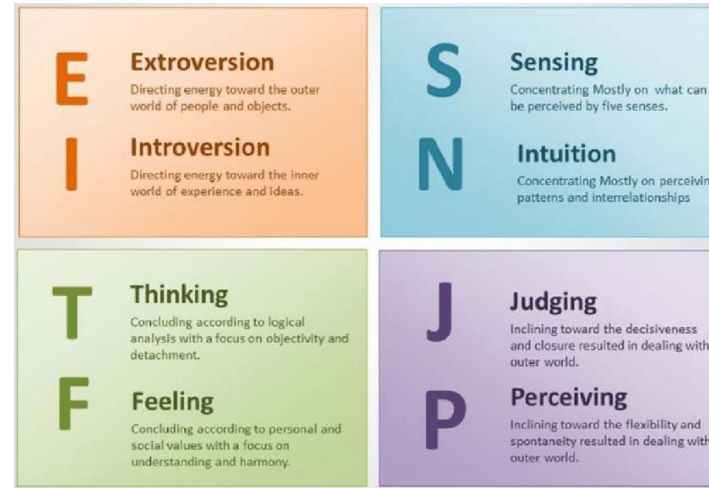 E
Extroversion
Directing energy toward the outer
world of people and objects.
I
Introversion
Directing energy toward the inner
world of experience and ideas.
S
Sensing
Concentrating Mostly on what can
be perceived by five senses.
N
Intuition
Concentrating Mostly on perceivin
patterns and interrelationships
T
Thinking
Concluding according to logical
analysis with a focus on objectivity and
detachment.
F
Feeling
Concluding according to personal and
social values with a focus on
understanding and harmony.
J
Judging
Inclining toward the decisiveness
and closure resulted in dealing with
outer world.
P
Perceiving
Inclining toward the flexibility and
spontaneity resulted in dealing with
outer world.